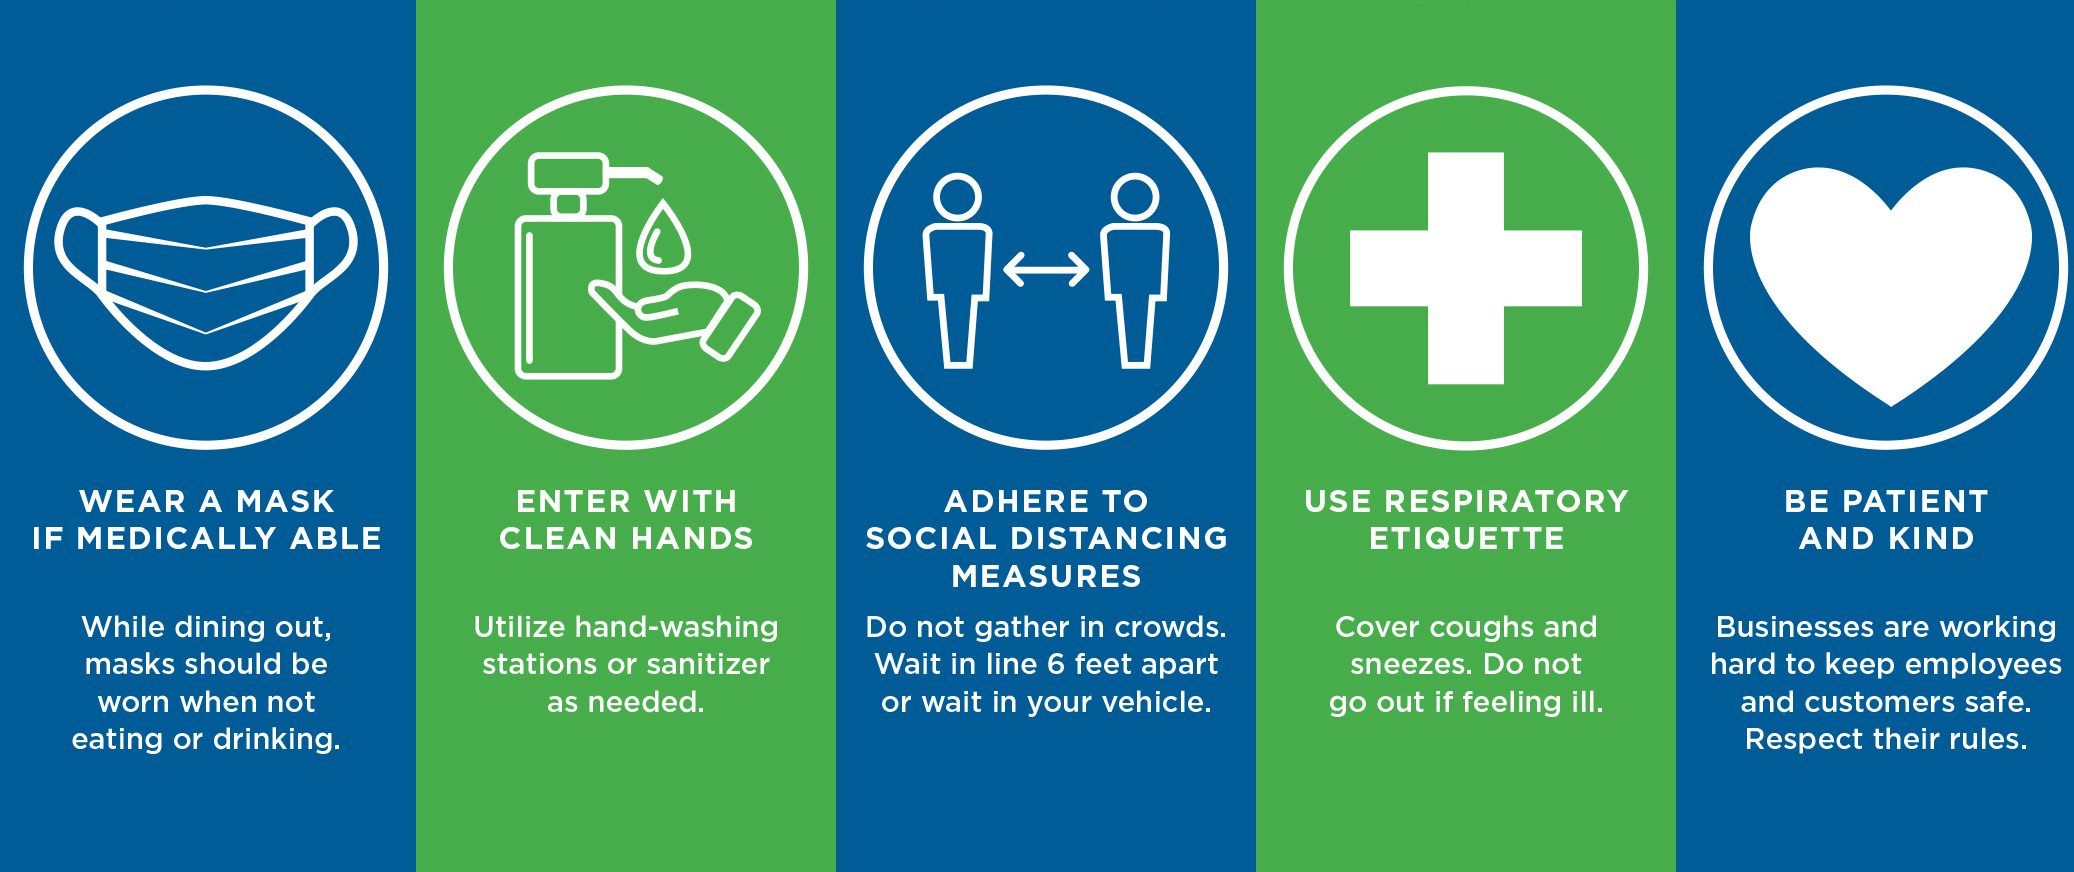 WEAR A MASK
IF MEDICALLY ABLE
While dining out,
masks should be
worn when not
eating or drinking.
ENTER WITH
CLEAN HANDS
Utilize hand-washing
stations or sanitizer
as needed.
ADHERE TO
SOCIAL DISTANCING
MEASURES
Do not gather in crowds.
Wait in line 6 feet apart
or wait in your vehicle.
USE RESPIRATORY
ETIQUETTE
Cover coughs and
sneezes. Do not
go out if feeling ill.
BE PATIENT
AND KIND
Businesses are working
hard to keep employees
and customers safe.
Respect their rules.